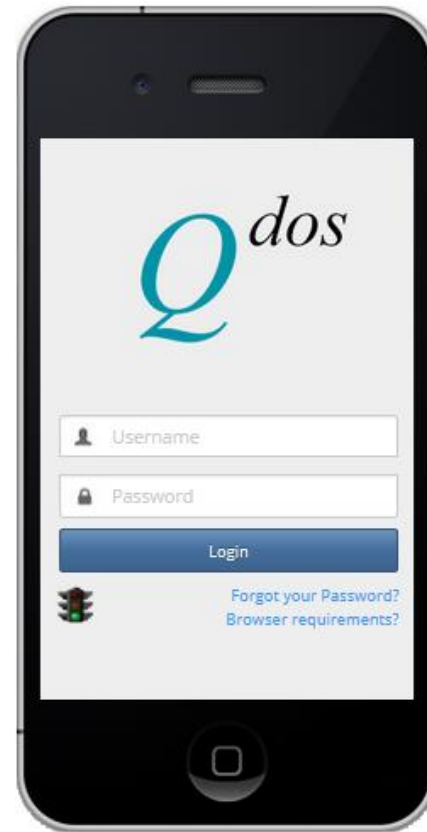 Qdos
Username
Password
Login
Forgot your Password?
Browser requirements?